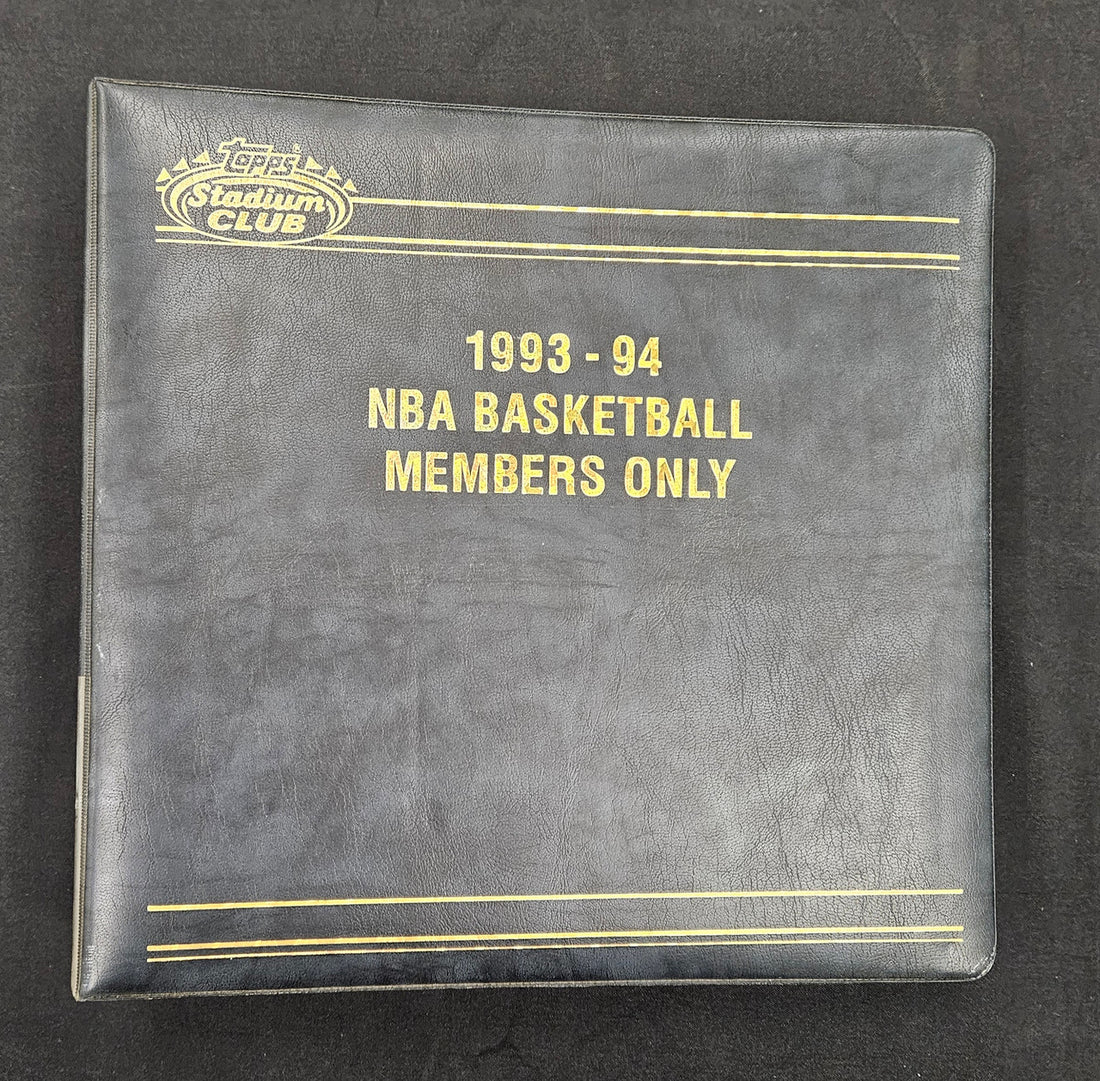 Topps
Stadium
CLUB
1993 - 94
NBA BASKETBALL
MEMBERS ONLY